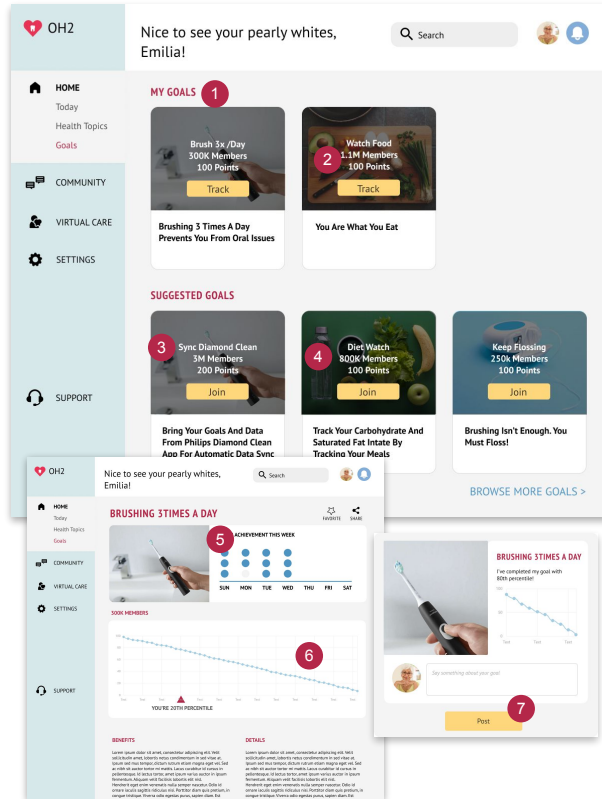 OH2
Nice to see your pearly whites,
Emilia!
Search
HOME
Today
Health Topics
Goals
COMMUNITY
VIRTUAL CARE
SETTINGS
SUPPORT
MY GOALS
1
Brush 3x /Day
300K Members
100 Points
Track
Brushing 3 Times A Day
Prevents You From Oral Issues
2
Watch Food
1.1M Members
100 Points
Track
You Are What You Eat
SUGGESTED GOALS
3
Sync Diamond Clean
3M Members
200 Points
Join
Bring Your Goals And Data
From Philips Diamond Clean
App For Automatic Data Sync
4
Diet Watch
800K Members
100 Points
Join
Track Your Carbohydrate And
Saturated Fat Intate By
Tracking Your Meals
Keep Flossing
250k Members
100 Points
Join
Brushing Isn't Enough. You
Must Floss!
BROWSE MORE GOALS >
OH2
Nice to see your pearly whites,
Emilia!
Search
HOME
Today
Health Topics
Goals
COMMUNITY
VIRTUAL CARE
SETTINGS
SUPPORT
BRUSHING 3TIMES A DAY
FAVORITE
SHARE
5
ACHIEVEMENT THIS WEEK
SUN MON TUE WED THU FRI SAT
300K MEMBERS
6
YOU'RE 20TH PERCENTILE
BENEFITS
DETAILS
BRUSHING 3TIMES A DAY
I've completed my goal with
80th percentile!
Say something about your goal
7
Post